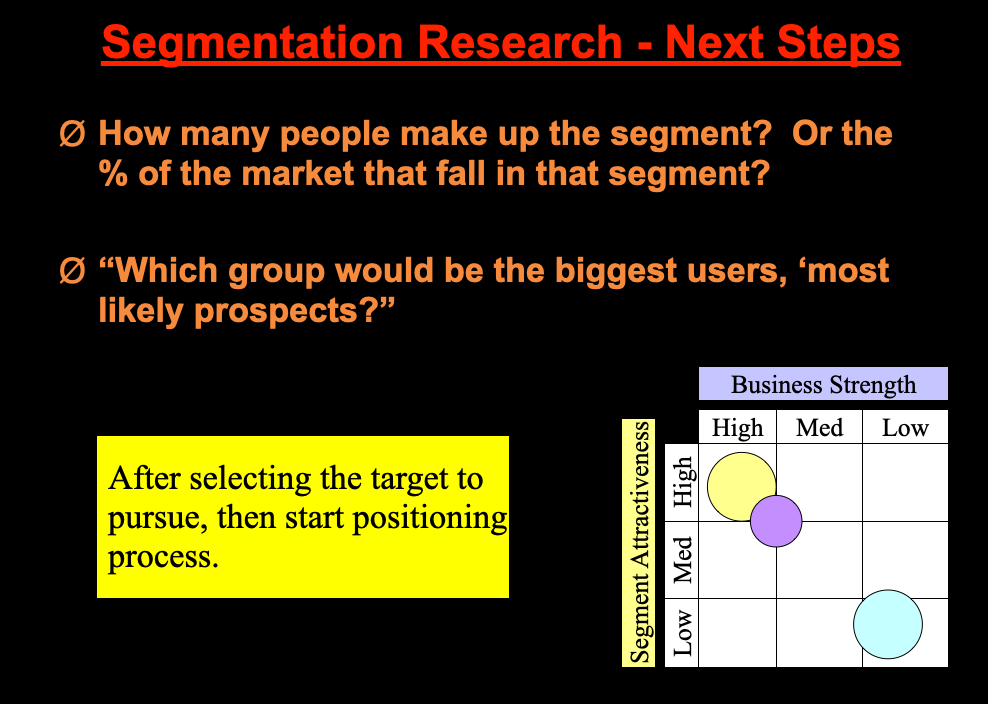 Segmentation Research - Next Steps
Ø How many people make up the segment?  Or the
% of the market that fall in that segment?
Ø “Which group would be the biggest users, ‘most
likely prospects?”
After selecting the target to
pursue, then start positioning
process.
Business Strength
High Med Low
Segment Attractiveness
High
Med
Low